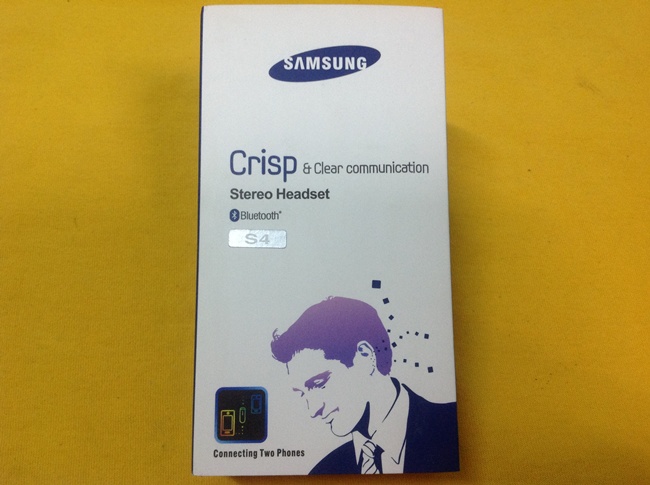 SAMSUNG
Crisp & Clear communication
Stereo Headset
Bluetooth®
S4
Connecting Two Phones